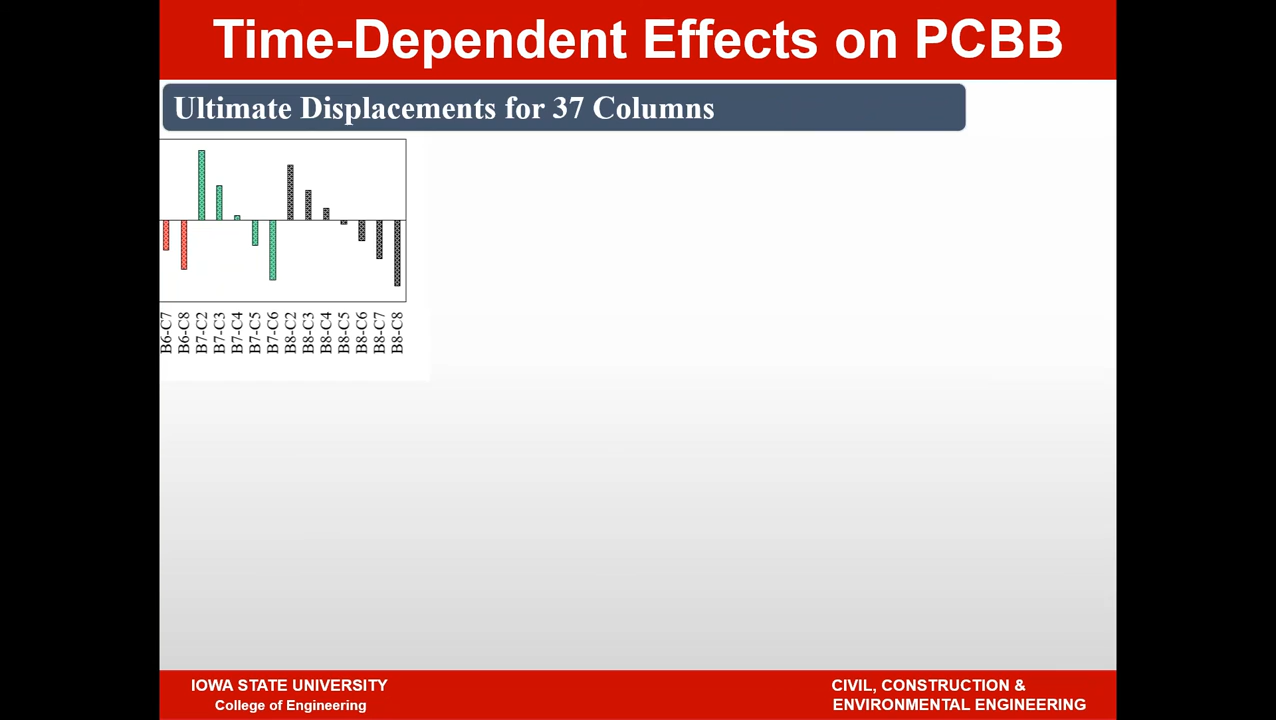 Time-Dependent Effects on PCBB
Ultimate Displacements for 37 Columns
B6-C7
B6-C8
B7-C2
B7-C3
B7-C4
B7-C5
B7-C6
B8-C2
B8-C3
B8-C4
B8-C5
B8-C6
B8-C7
B8-C8
IOWA STATE UNIVERSITY
College of Engineering
CIVIL, CONSTRUCTION &
ENVIRONMENTAL ENGINEERING